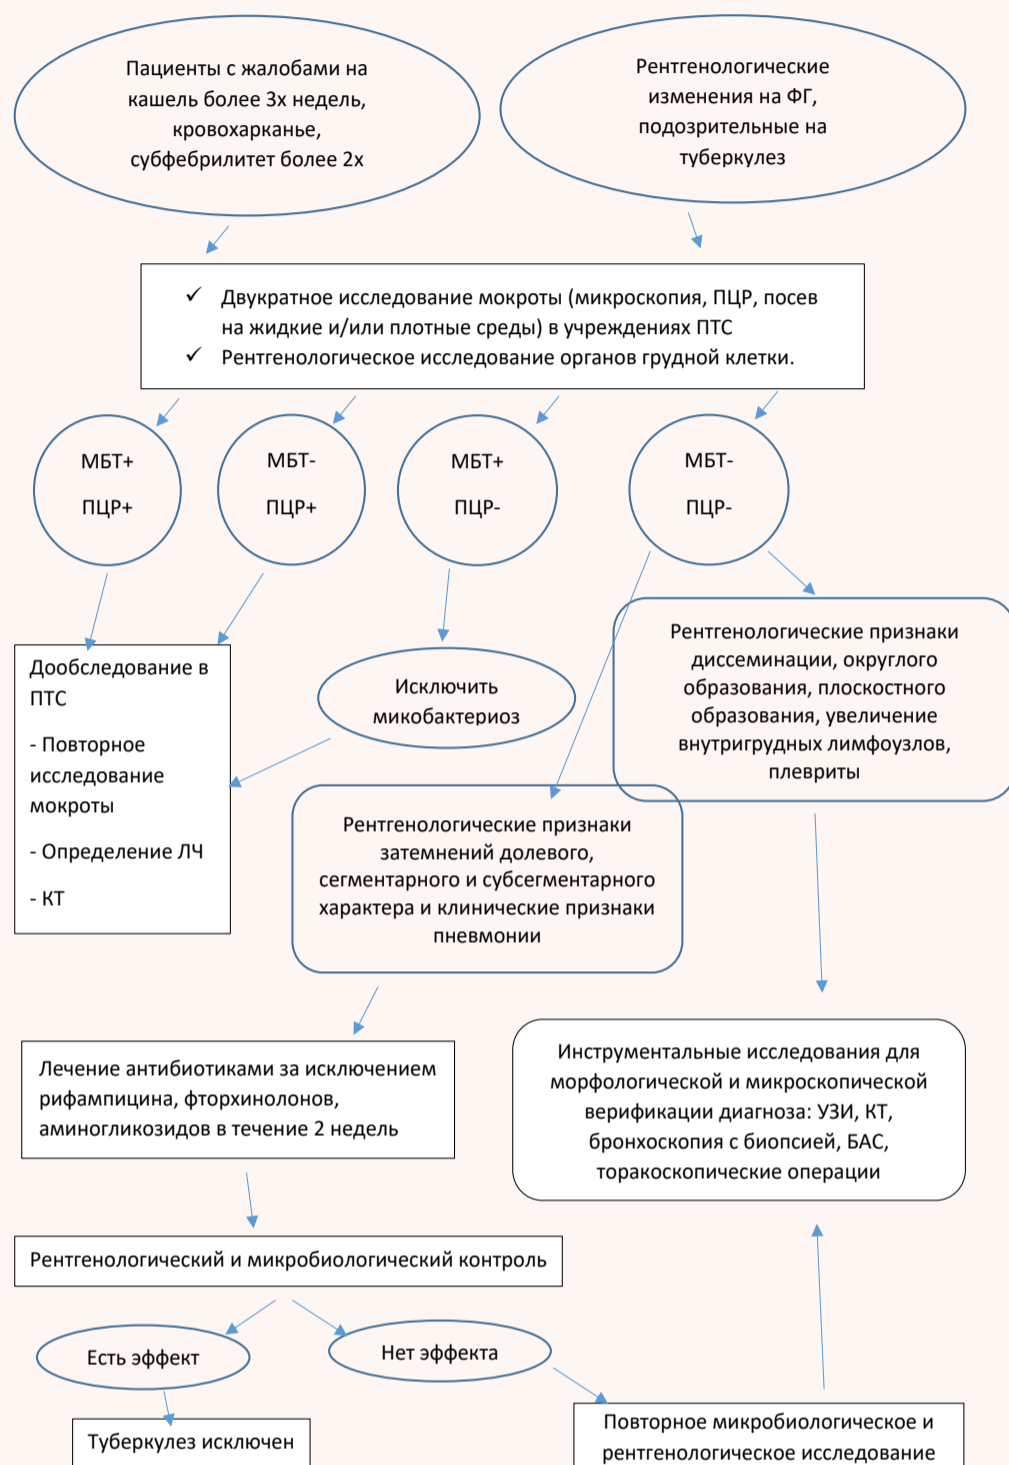 Пациенты с жалобами на
кашель более 3х недель,
кровохарканье,
субфебрилитет более 2х
Рентгенологические
изменения на ФГ,
подозрительные на
туберкулез
✓ Двукратное исследование мокроты (микроскопия, ПЦР, посев
на жидкие и/или плотные среды) в учреждениях ПТС
✓ Рентгенологическое исследование органов грудной клетки.
МБТ+
ПЦР+
МБТ-
ПЦР+
МБТ+
ПЦР-
МБТ-
ПЦР-
Дообследование в
ПТС
- Повторное
исследование
мокроты
- Определение ЛЧ
- КТ
Исключить
микобактериоз
Рентгенологические признаки
диссеминации, округлого
образования, плоскостного
образования, увеличение
внутригрудных лимфоузлов,
плевриты
Рентгенологические признаки
затемнений долевого,
сегментарного и субсегментарного
характера и клинические признаки
пневмонии
Лечение антибиотиками за исключением
рифампицина, фторхинолонов,
аминогликозидов в течение 2 недель
Инструментальные исследования для
морфологической и микроскопической
верификации диагноза: УЗИ, КТ,
бронхоскопия с биопсией, БАС,
торакоскопические операции
Рентгенологический и микробиологический контроль
Есть эффект
Нет эффекта
Туберкулез исключен
Повторное микробиологическое и
рентгенологическое исследование